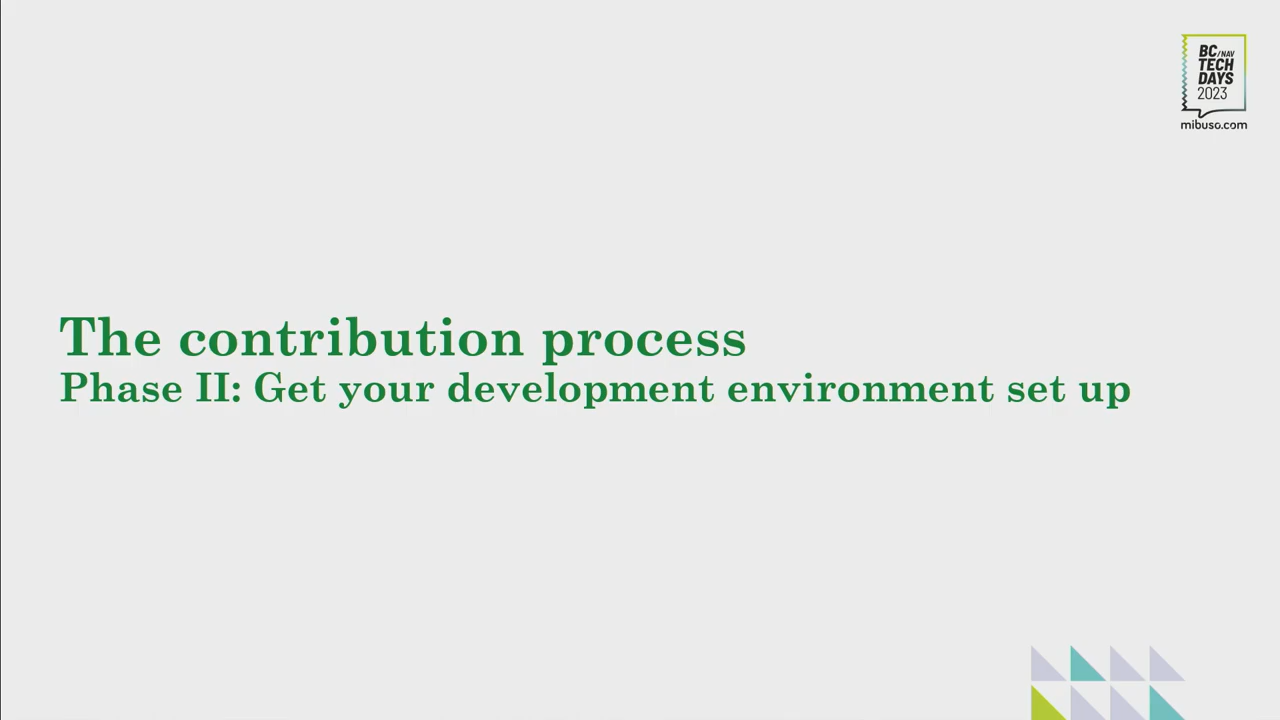 BC/NAV
TECH
DAYS
2023
mibuso.com
The contribution process
Phase II: Get your development environment set up